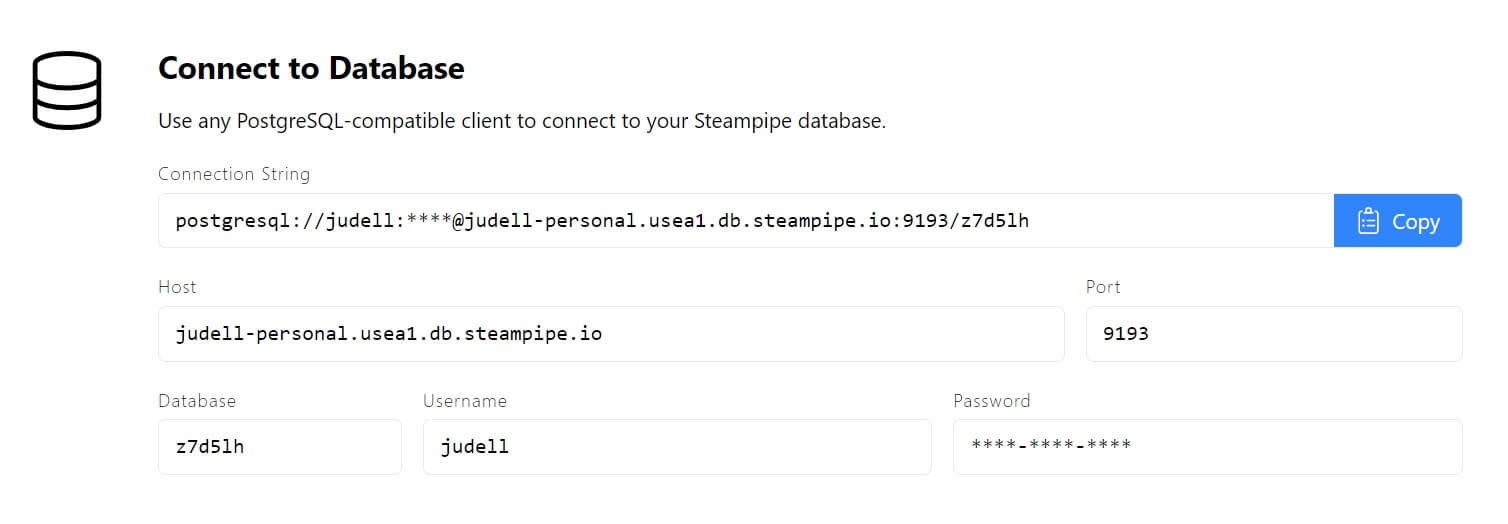 Connect to Database
Use any PostgreSQL-compatible client to connect to your Steampipe database.
Connection String
postgresql://judell:****@judell-personal.usea1.db.steampipe.io:9193/z7d5lh
Copy
Host
Port
judell-personal.usea1.db.steampipe.io
9193
Database
Username
Password
z7d5lh
judell
****-****-****